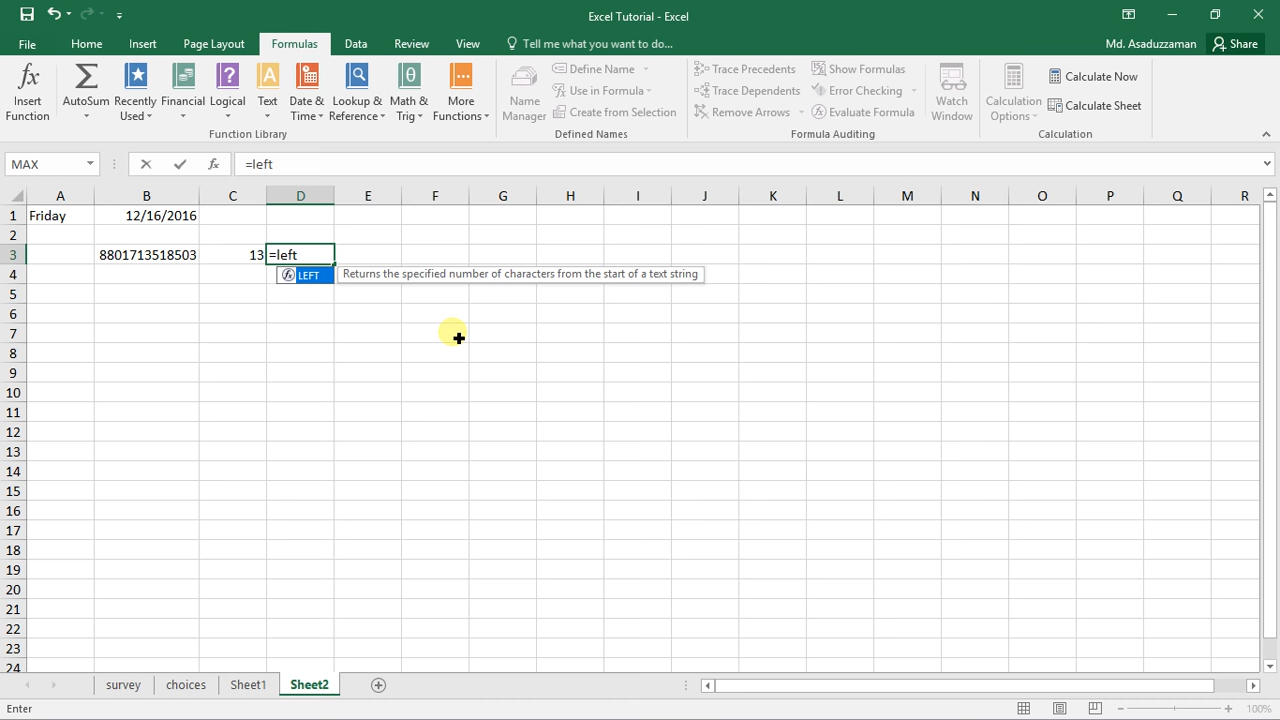 Excel Tutorial - Excel
File Home Insert Page Layout Formulas Data Review View Tell me what you want to do... Md. Asaduzzaman Share
Insert Function
AutoSum
Recently Used
Financial
Logical
Text
Date & Time
Lookup & Reference
Math & Trig
More Functions
Function Library
Name Manager
Define Name
Use in Formula
Create from Selection
Defined Names
Trace Precedents
Trace Dependents
Remove Arrows
Show Formulas
Error Checking
Evaluate Formula
Formula Auditing
Watch Window
Calculation Options
Calculate Now
Calculate Sheet
Calculation
MAX fx =left
A B C D E F G H I J K L M N O P Q R
1 Friday 12/16/2016
2
3 8801713518503 13 =left
4 fx LEFT Returns the specified number of characters from the start of a text string
5
6
7
8
9
10
11
12
13
14
15
16
17
18
19
20
21
22
23
24
survey choices Sheet1 Sheet2
Enter 100%